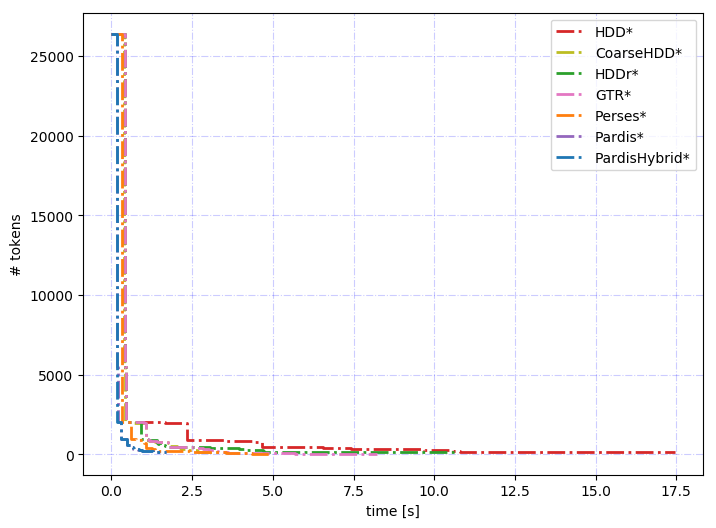 25000
20000
15000
10000
5000
0
# tokens
0.0 2.5 5.0 7.5 10.0 12.5 15.0 17.5
time [s]
HDD*
CoarseHDD*
HDDr*
GTR*
Perses*
Pardis*
PardisHybrid*